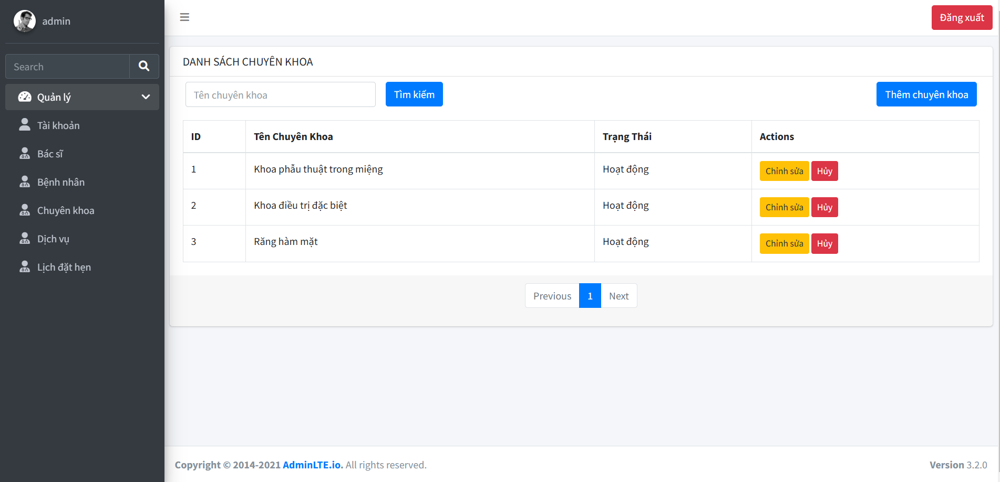 admin
Search
Quản lý
Tài khoản
Bác sĩ
Bệnh nhân
Chuyên khoa
Dịch vụ
Lịch đặt hẹn
Đăng xuất
DANH SÁCH CHUYÊN KHOA
Tên chuyên khoa Tìm kiếm Thêm chuyên khoa
ID Tên Chuyên Khoa Trạng Thái Actions
1 Khoa phẫu thuật trong miệng Hoạt động Chỉnh sửa Hủy
2 Khoa điều trị đặc biệt Hoạt động Chỉnh sửa Hủy
3 Răng hàm mặt Hoạt động Chỉnh sửa Hủy
Previous 1 Next
Copyright © 2014-2021 AdminLTE.io. All rights reserved. Version 3.2.0